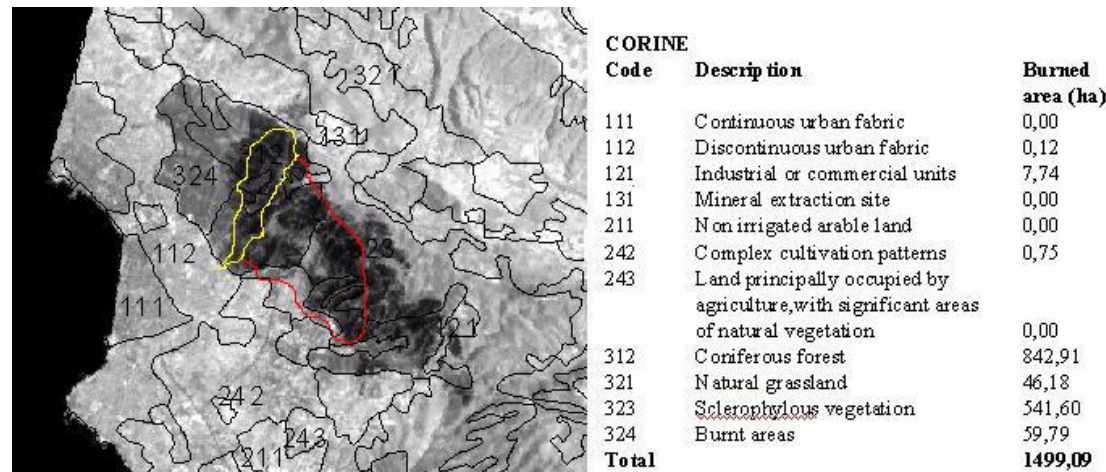 321
131
324
323
112
111
121
242
243
211
CORINE
Code Description Burned
area (ha)
111 Continuous urban fabric 0,00
112 Discontinuous urban fabric 0,12
121 Industrial or commercial units 7,74
131 Mineral extraction site 0,00
211 Non irrigated arable land 0,00
242 Complex cultivation patterns 0,75
243 Land principally occupied by
agriculture,with significant areas
of natural vegetation 0,00
312 Coniferous forest 842,91
321 Natural grassland 46,18
323 Sclerophylous vegetation 541,60
324 Burnt areas 59,79
Total 1499,09